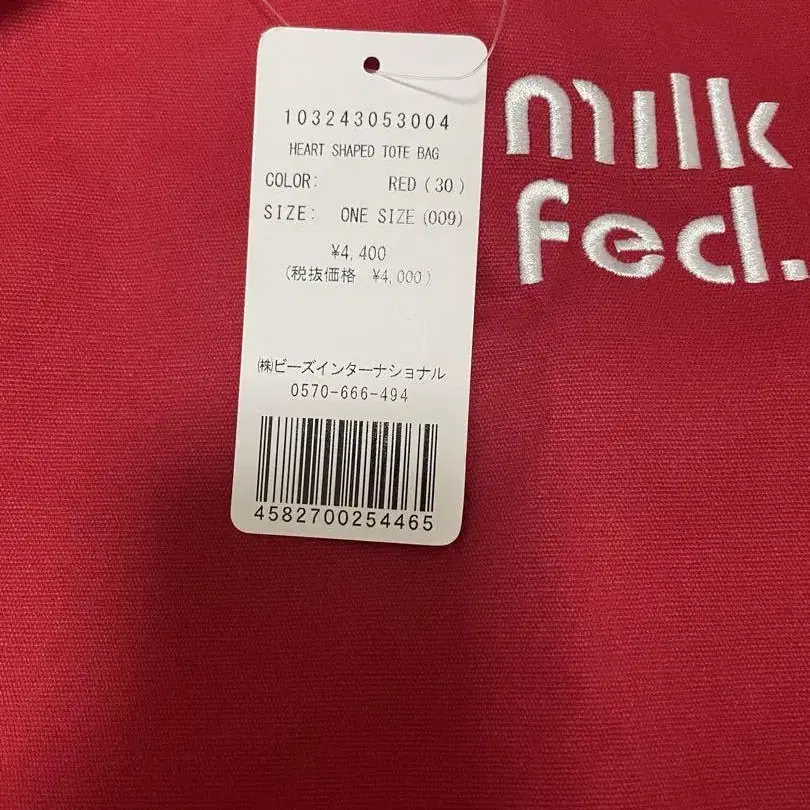 103243053004
HEART SHAPED TOTE BAG
COLOR: RED (30)
SIZE: ONE SIZE (009)
¥4,400
(税抜価格 ¥4,000)
㈱ビーズインターナショナル
0570-666-494
4582700254465
milk
fed.